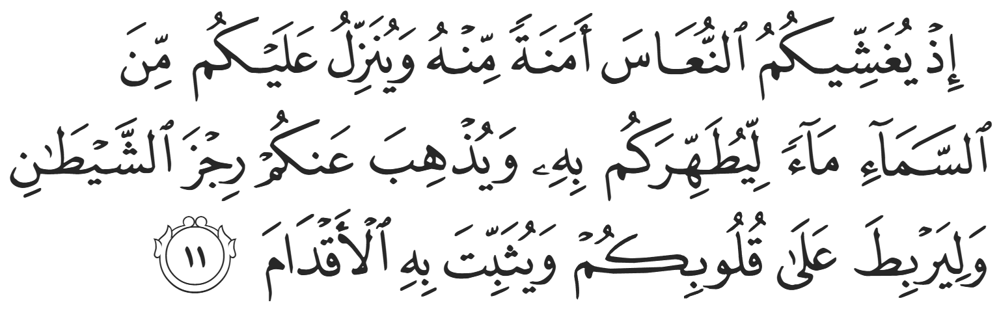 إِذۡ يُغَشِّيكُمُ ٱلنُّعَاسَ أَمَنَةً مِّنۡهُ وَيُنَزِّلُ عَلَيۡكُم مِّنَ
ٱلسَّمَآءِ مَآءً لِّيُطَهِّرَكُم بِهِۦ وَيُذۡهِبَ عَنكُمۡ رِجۡزَ ٱلشَّيۡطَٰنِ
وَلِيَرۡبِطَ عَلَىٰ قُلُوبِكُمۡ وَيُثَبِّتَ بِهِ ٱلۡأَقۡدَامَ ١١